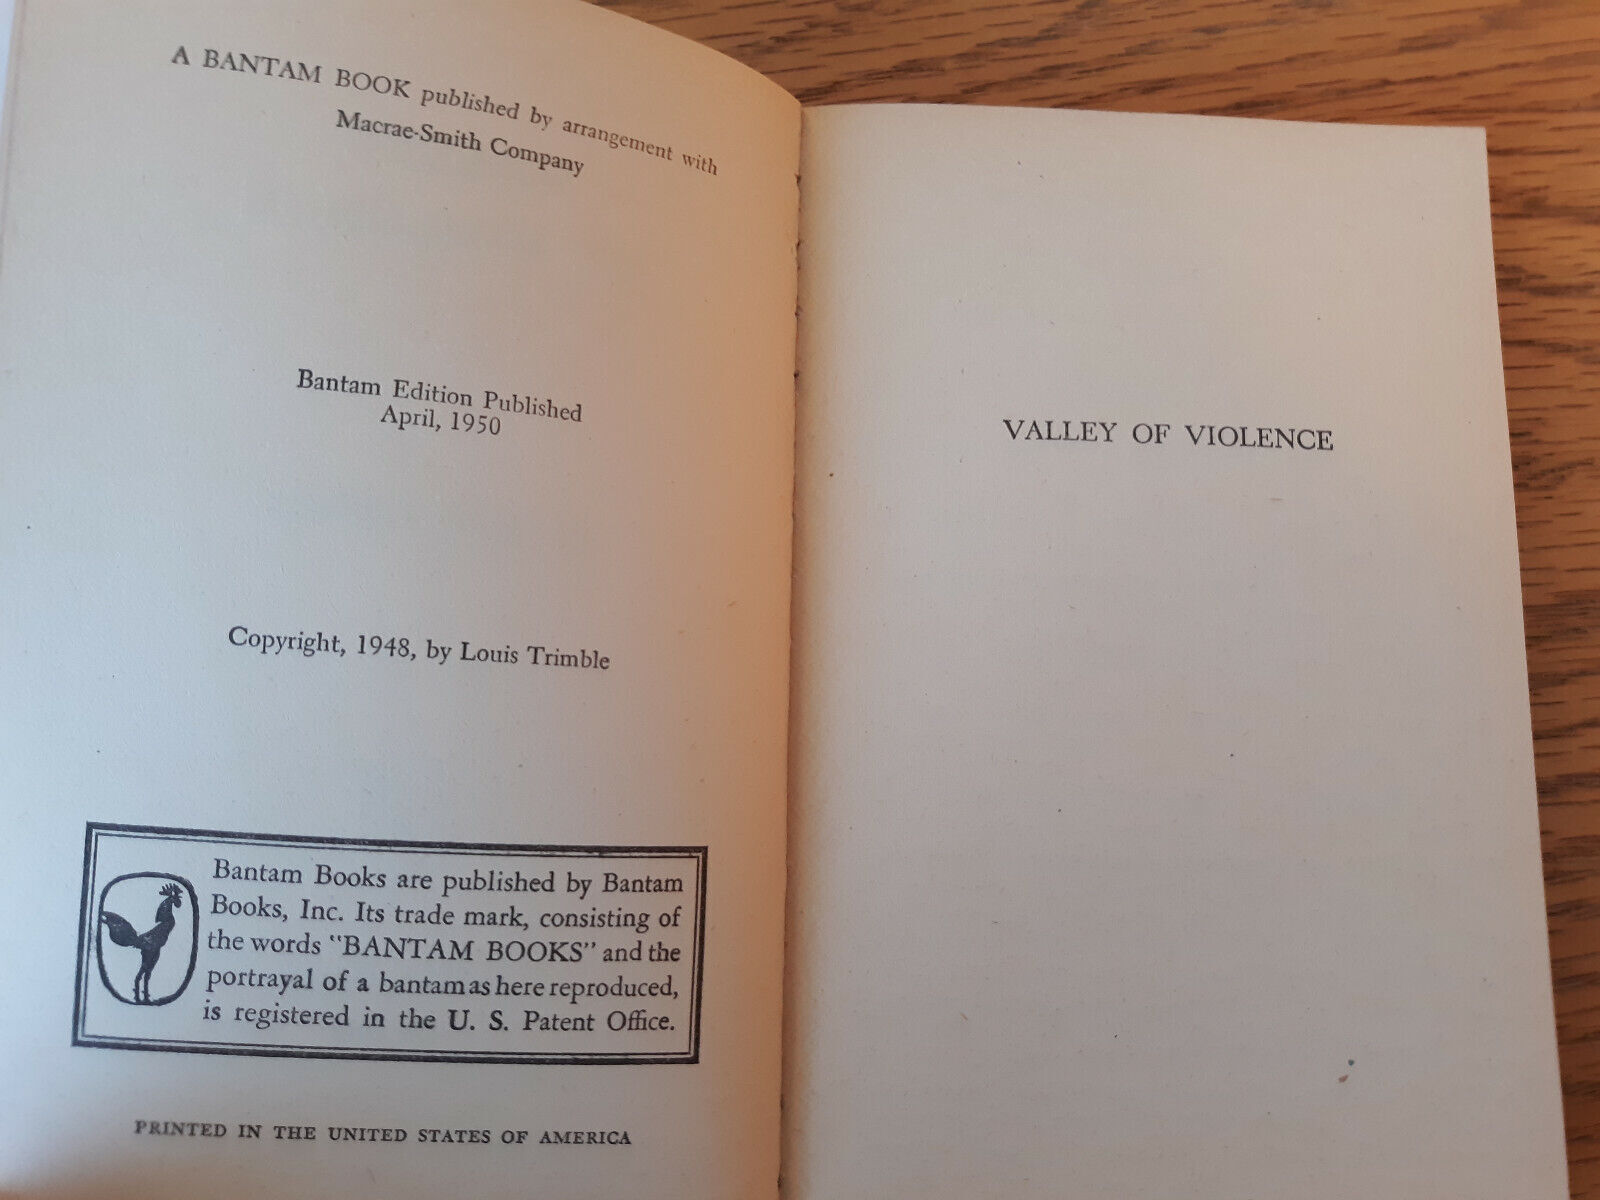 A BANTAM BOOK published by arrangement with
Macrae-Smith Company
Bantam Edition Published
April, 1950
Copyright, 1948, by Louis Trimble
Bantam Books are published by Bantam
Books, Inc. Its trade mark, consisting of
the words "BANTAM BOOKS" and the
portrayal of a bantam as here reproduced,
is registered in the U. S. Patent Office.
PRINTED IN THE UNITED STATES OF AMERICA
VALLEY OF VIOLENCE